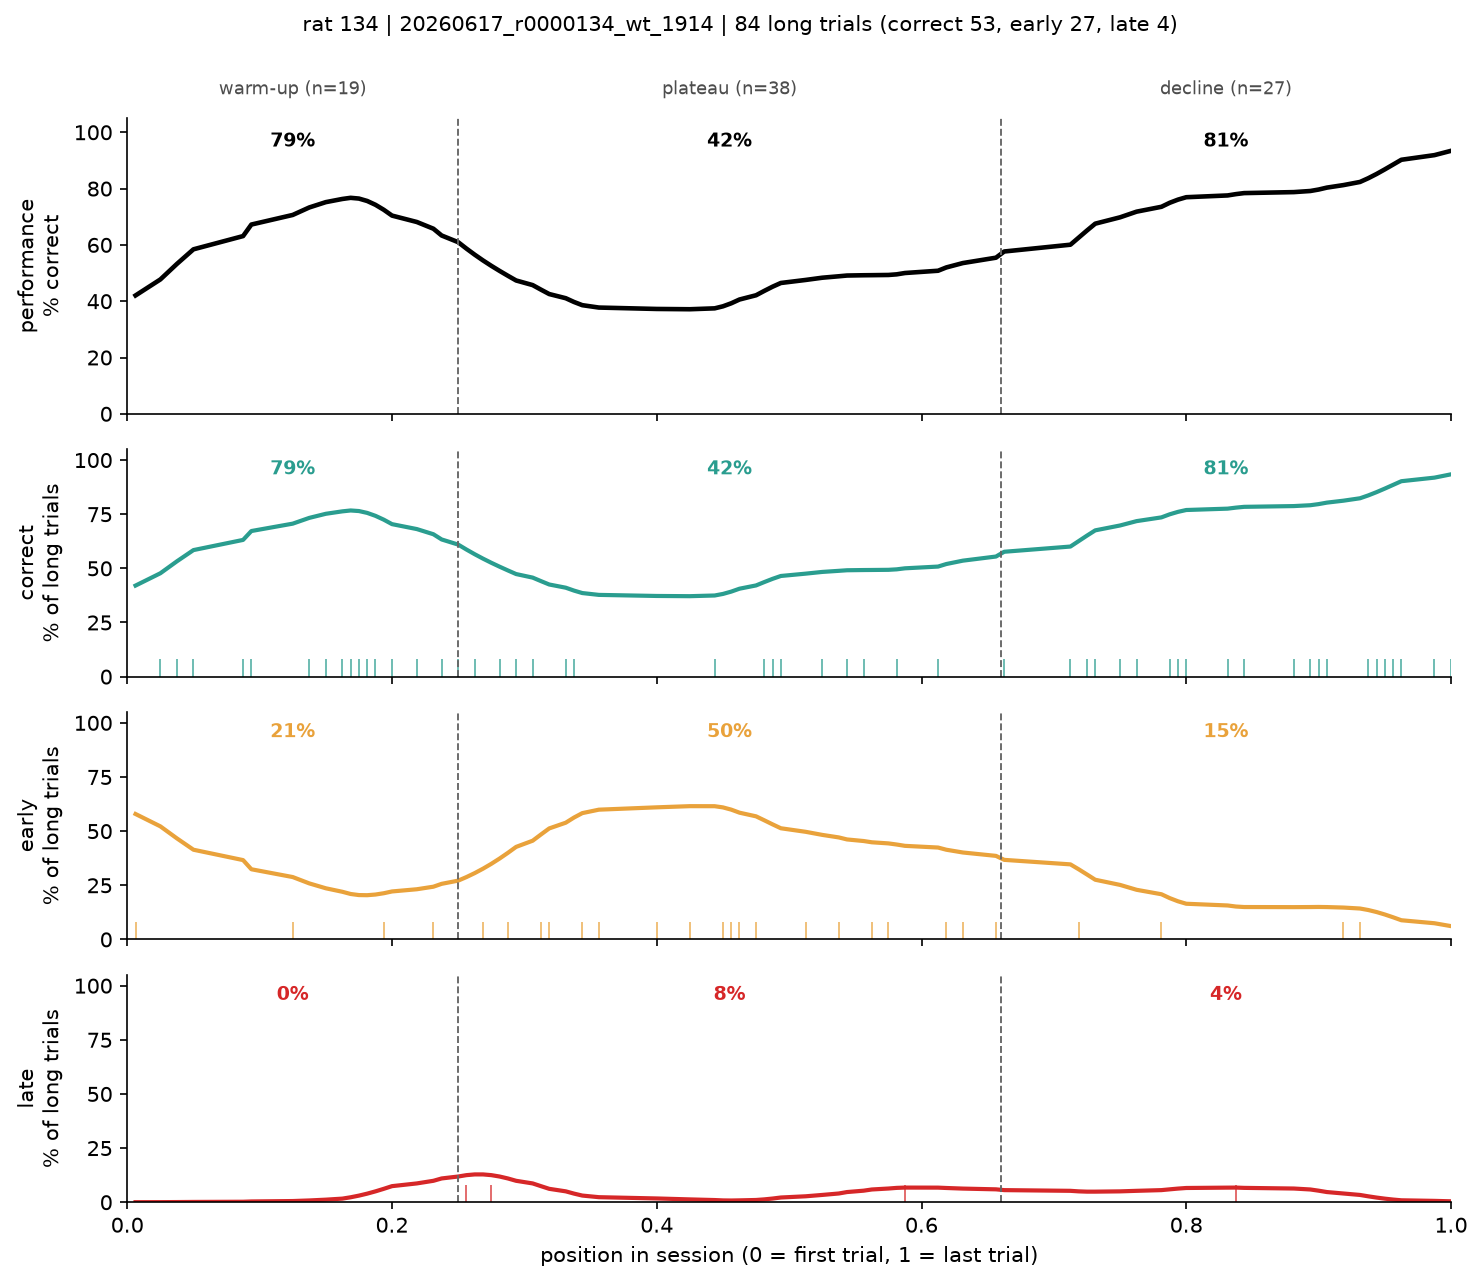 rat 134 | 20260617_r0000134_wt_1914 | 84 long trials (correct 53, early 27, late 4)
warm-up (n=19) plateau (n=38) decline (n=27)
performance
% correct
100
80
60
40
20
0
79% 42% 81%
correct
% of long trials
100
75
50
25
0
79% 42% 81%
early
% of long trials
100
75
50
25
0
21% 50% 15%
late
% of long trials
100
75
50
25
0
0% 8% 4%
0.0 0.2 0.4 0.6 0.8 1.0
position in session (0 = first trial, 1 = last trial)